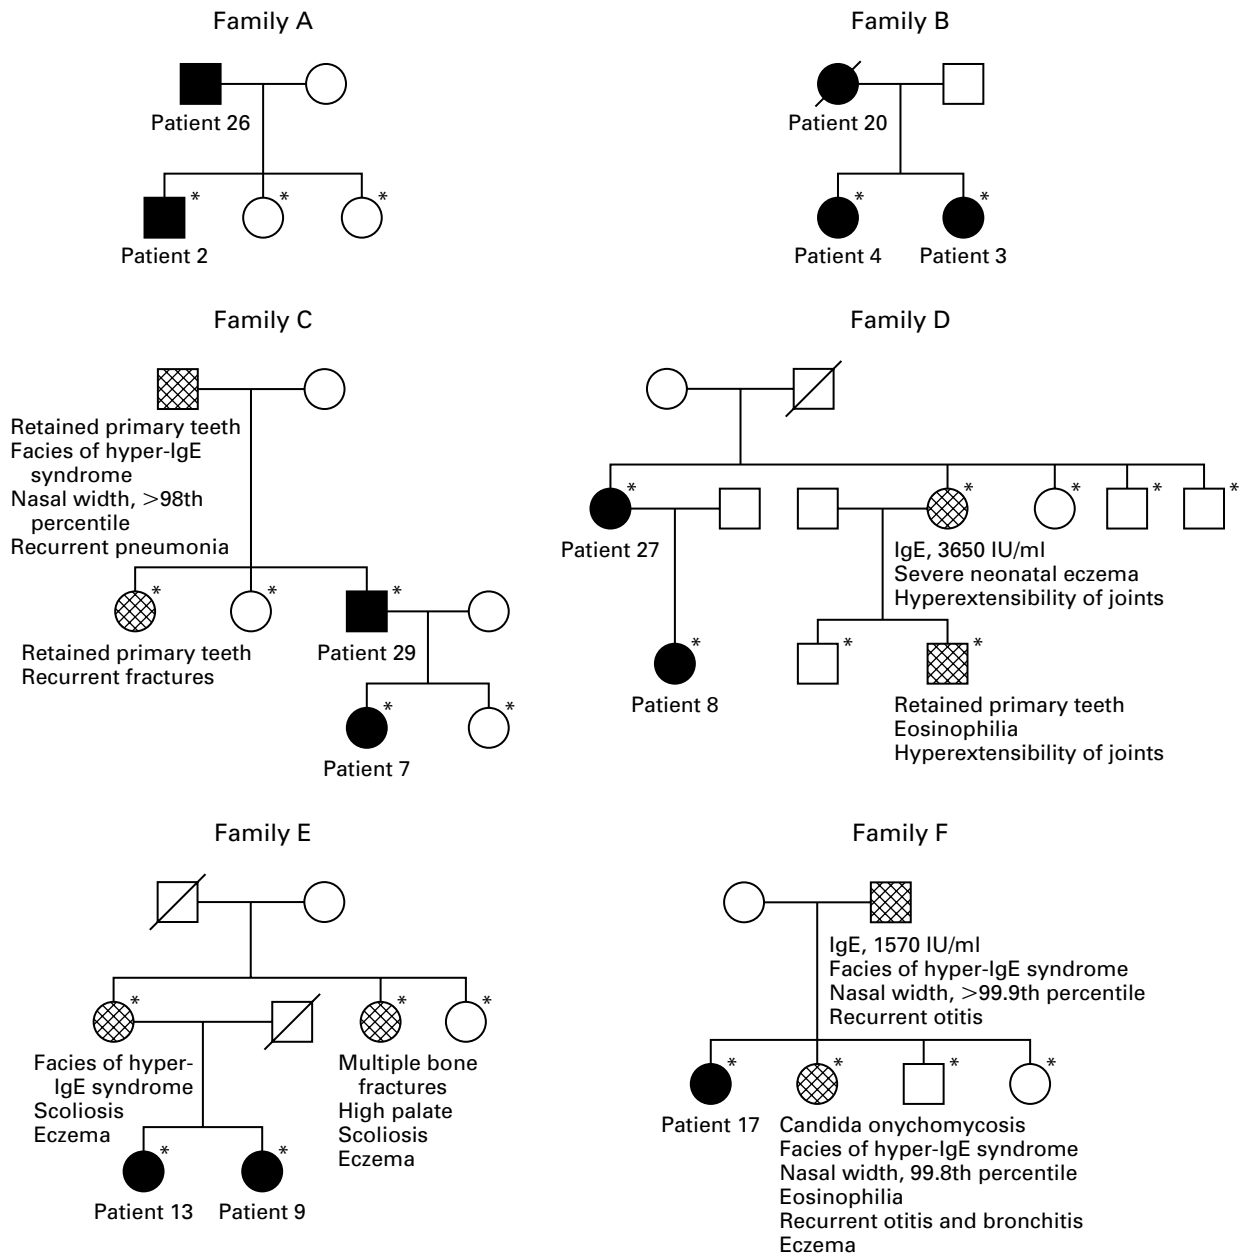 Family A
Patient 26
*
*
*
Patient 2
Family B
Patient 20
*
*
Patient 4
Patient 3
Family C
Retained primary teeth
Facies of hyper-IgE
syndrome
Nasal width, >98th
percentile
Recurrent pneumonia
*
*
*
Retained primary teeth
Recurrent fractures
Patient 29
*
*
Patient 7
Family D
*
*
*
*
*
Patient 27
IgE, 3650 IU/ml
Severe neonatal eczema
Hyperextensibility of joints
*
*
*
Patient 8
Retained primary teeth
Eosinophilia
Hyperextensibility of joints
Family E
*
*
*
Facies of hyper-
IgE syndrome
Scoliosis
Eczema
Multiple bone
fractures
High palate
Scoliosis
Eczema
*
*
Patient 13
Patient 9
Family F
IgE, 1570 IU/ml
Facies of hyper-IgE syndrome
Nasal width, >99.9th percentile
Recurrent otitis
*
*
*
*
Patient 17
Candida onychomycosis
Facies of hyper-IgE syndrome
Nasal width, 99.8th percentile
Eosinophilia
Recurrent otitis and bronchitis
Eczema